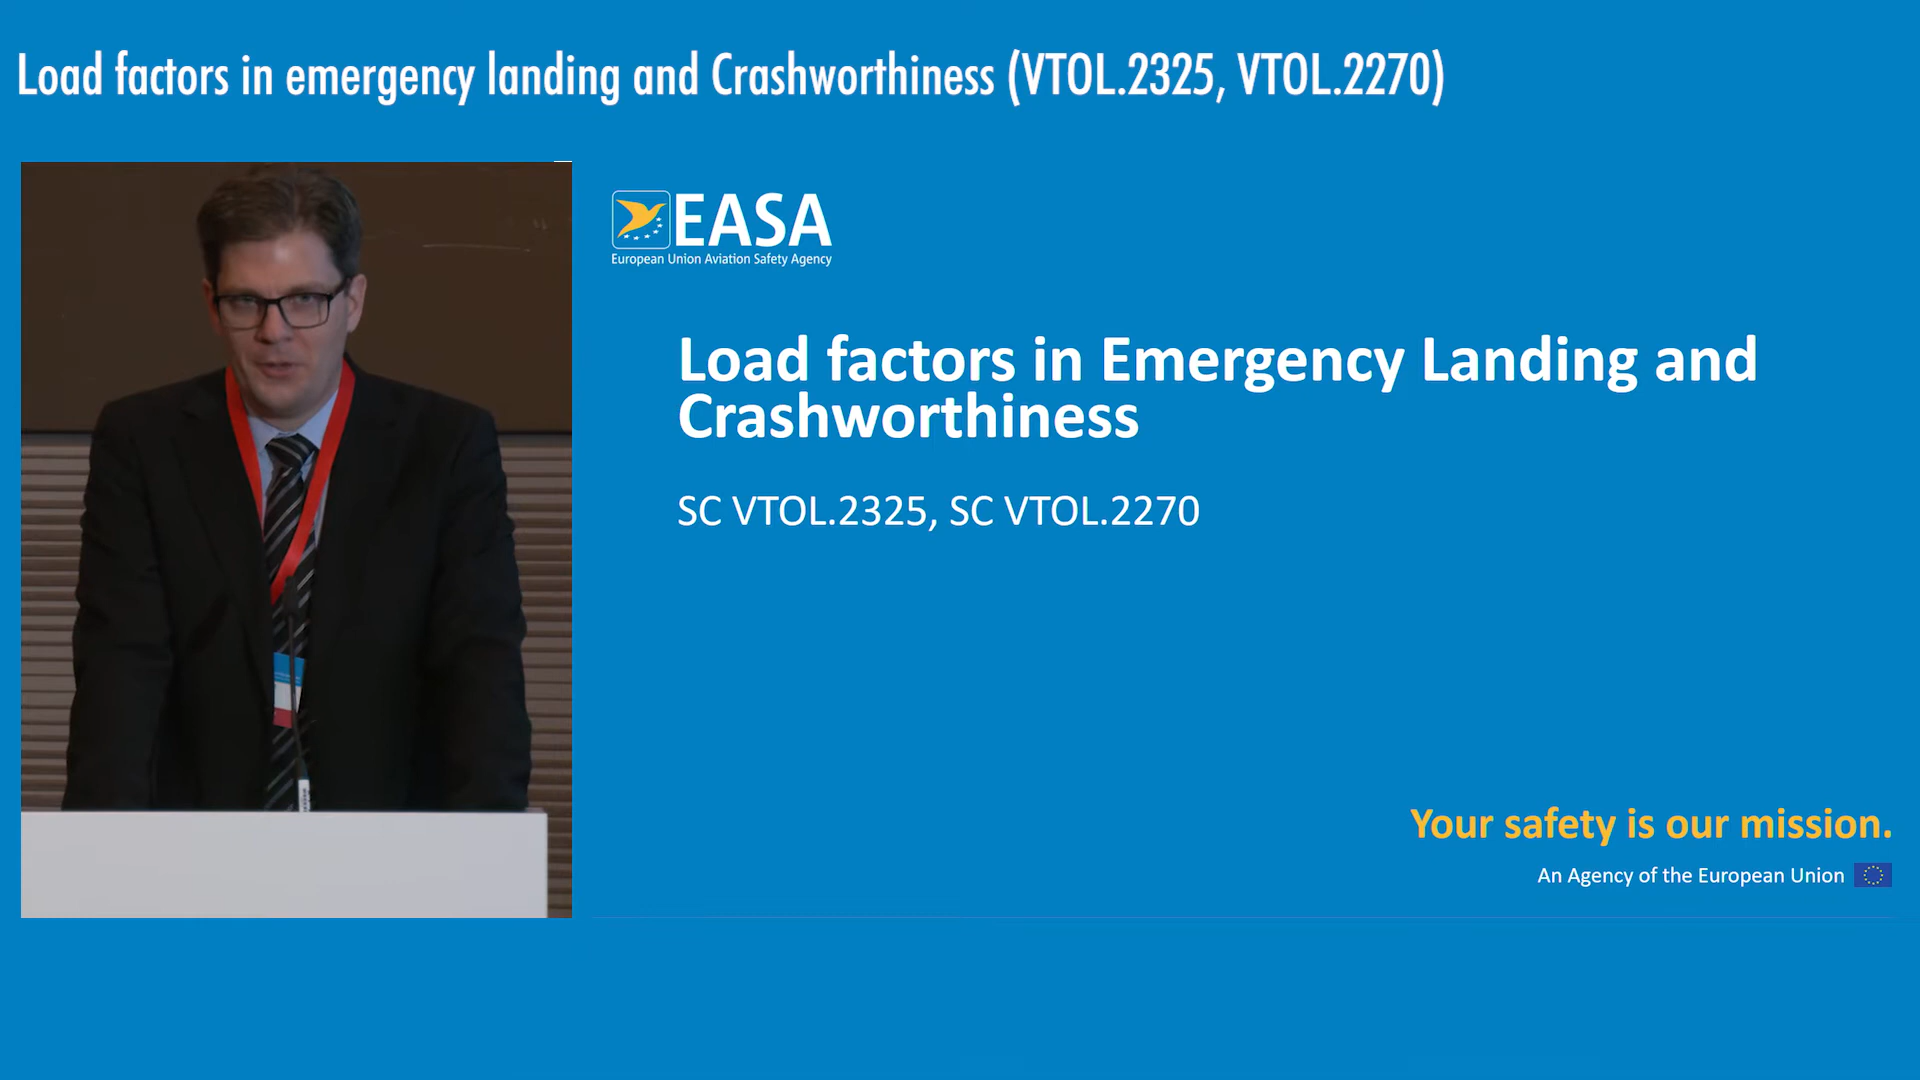 Load factors in emergency landing and Crashworthiness (VTOL.2325, VTOL.2270)
EASA
European Union Aviation Safety Agency
Load factors in Emergency Landing and
Crashworthiness
SC VTOL.2325, SC VTOL.2270
Your safety is our mission.
An Agency of the European Union